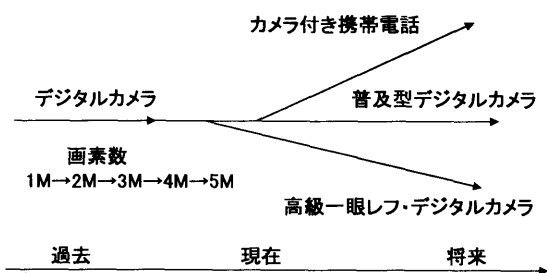 カメラ付き携帯電話
デジタルカメラ
普及型デジタルカメラ
画素数
1M→2M→3M→4M→5M
高級一眼レフ・デジタルカメラ
過去 現在 将来